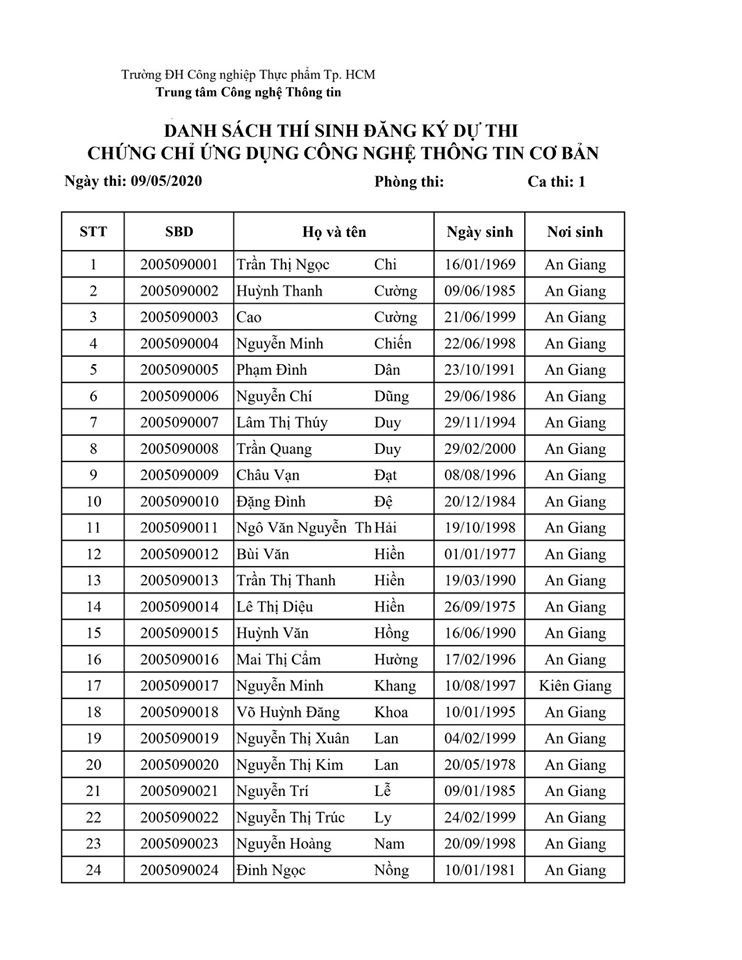 Trường ĐH Công nghiệp Thực phẩm Tp. HCM
Trung tâm Công nghệ Thông tin
DANH SÁCH THÍ SINH ĐĂNG KÝ DỰ THI
CHỨNG CHỈ ỨNG DỤNG CÔNG NGHỆ THÔNG TIN CƠ BẢN
Ngày thi: 09/05/2020 Phòng thi: Ca thi: 1
STT SBD Họ và tên Ngày sinh Nơi sinh
1 2005090001 Trần Thị Ngọc Chi 16/01/1969 An Giang
2 2005090002 Huỳnh Thanh Cường 09/06/1985 An Giang
3 2005090003 Cao Cường 21/06/1999 An Giang
4 2005090004 Nguyễn Minh Chiến 22/06/1998 An Giang
5 2005090005 Phạm Đình Dân 23/10/1991 An Giang
6 2005090006 Nguyễn Chí Dũng 29/06/1986 An Giang
7 2005090007 Lâm Thị Thúy Duy 29/11/1994 An Giang
8 2005090008 Trần Quang Duy 29/02/2000 An Giang
9 2005090009 Châu Vạn Đạt 08/08/1996 An Giang
10 2005090010 Đặng Đình Đệ 20/12/1984 An Giang
11 2005090011 Ngô Văn Nguyễn Th Hải 19/10/1998 An Giang
12 2005090012 Bùi Văn Hiền 01/01/1977 An Giang
13 2005090013 Trần Thị Thanh Hiền 19/03/1990 An Giang
14 2005090014 Lê Thị Diệu Hiền 26/09/1975 An Giang
15 2005090015 Huỳnh Văn Hồng 16/06/1990 An Giang
16 2005090016 Mai Thị Cẩm Hường 17/02/1996 An Giang
17 2005090017 Nguyễn Minh Khang 10/08/1997 Kiên Giang
18 2005090018 Võ Huỳnh Đăng Khoa 10/01/1995 An Giang
19 2005090019 Nguyễn Thị Xuân Lan 04/02/1999 An Giang
20 2005090020 Nguyễn Thị Kim Lan 20/05/1978 An Giang
21 2005090021 Nguyễn Trí Lễ 09/01/1985 An Giang
22 2005090022 Nguyễn Thị Trúc Ly 24/02/1999 An Giang
23 2005090023 Nguyễn Hoàng Nam 20/09/1998 An Giang
24 2005090024 Đinh Ngọc Nồng 10/01/1981 An Giang